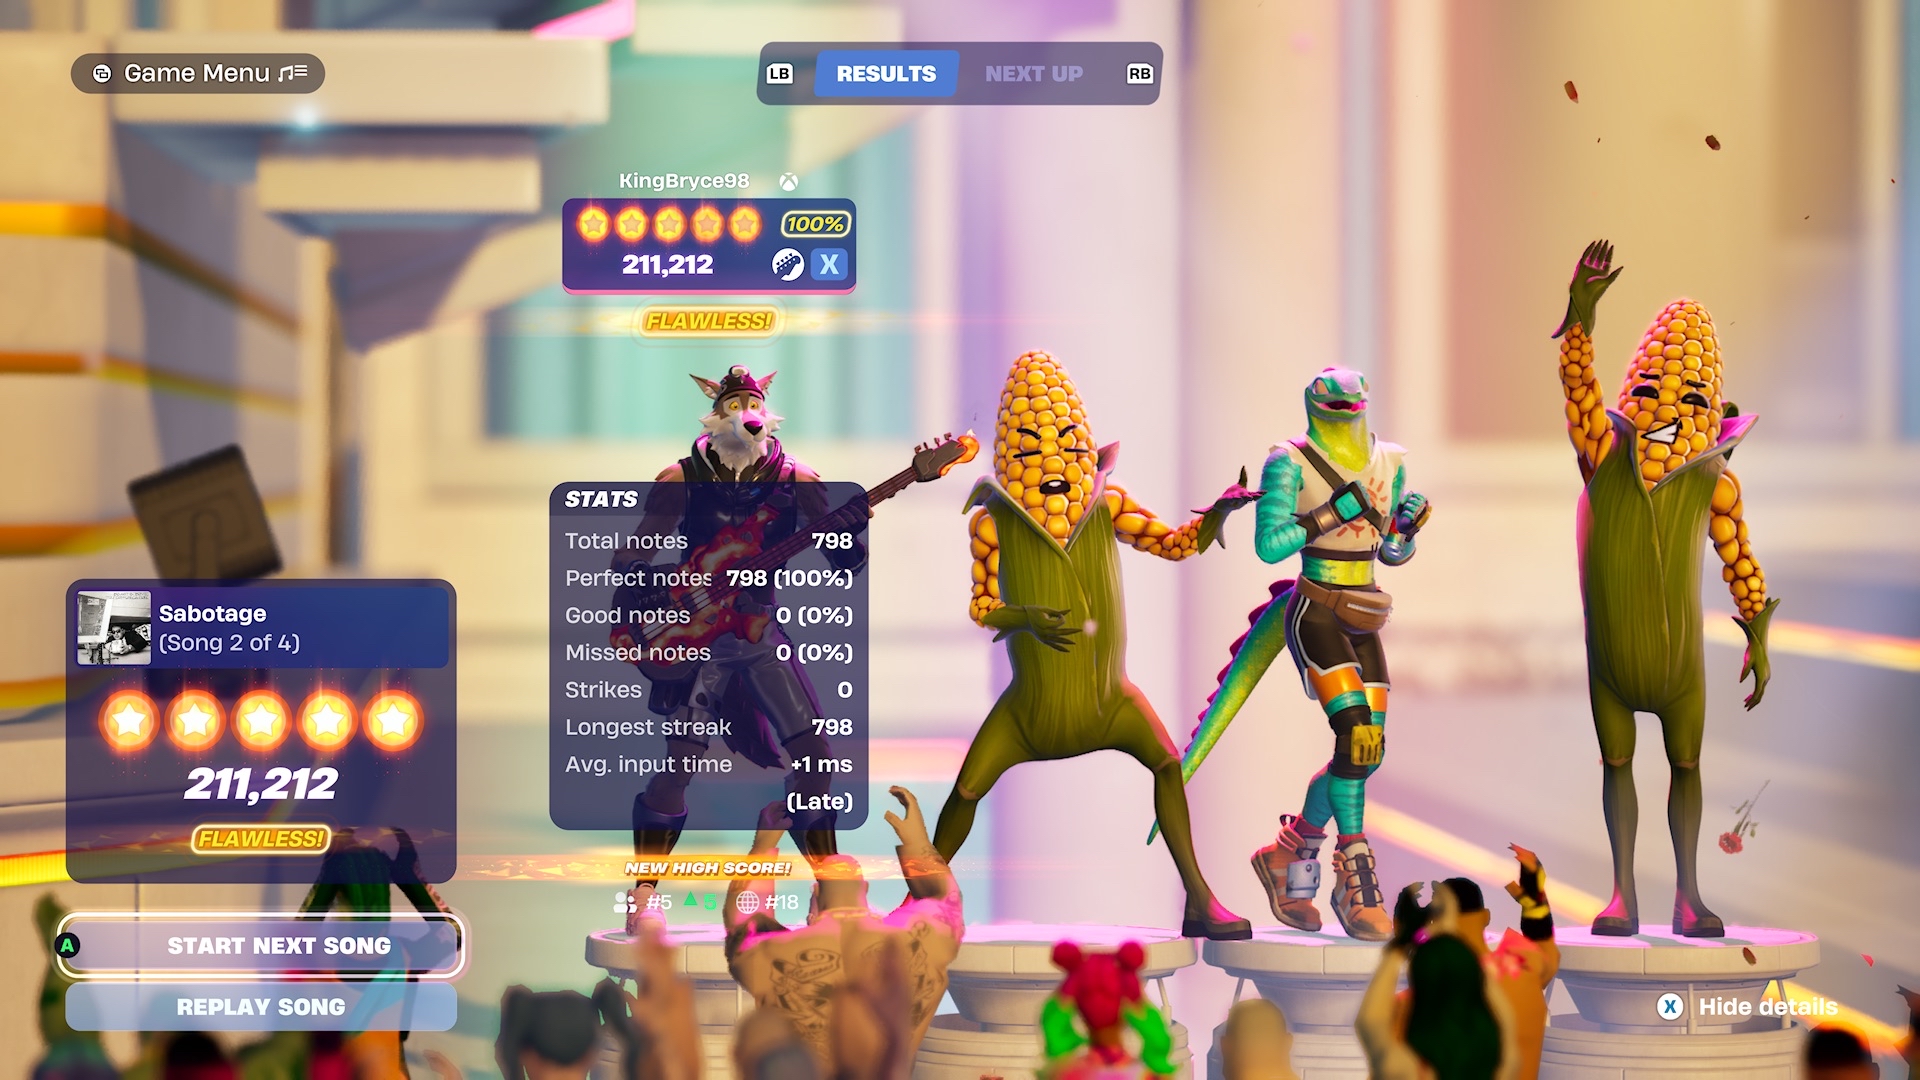 Game Menu
LB RESULTS NEXT UP RB
KingBryce98
100%
211,212 X
FLAWLESS!
STATS
Total notes 798
Perfect notes 798 (100%)
Good notes 0 (0%)
Missed notes 0 (0%)
Strikes 0
Longest streak 798
Avg. input time +1 ms
(Late)
NEW HIGH SCORE!
#5 5 #18
Sabotage
(Song 2 of 4)
211,212
FLAWLESS!
A START NEXT SONG
REPLAY SONG
X Hide details